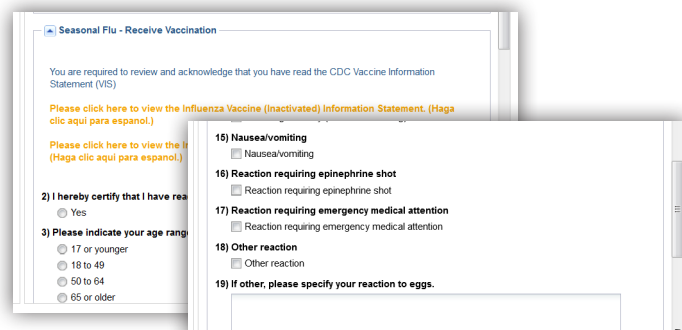 Seasonal Flu - Receive Vaccination
You are required to review and acknowledge that you have read the CDC Vaccine Information
Statement (VIS)
Please click here to view the Influenza Vaccine (Inactivated) Information Statement. (Haga
clic aqui para espanol.)
Please click here to view the
(Haga clic aqui para espanol.)
2) I hereby certify that I have rea
Yes
3) Please indicate your age rang
17 or younger
18 to 49
50 to 64
65 or older
15) Nausea/vomiting
Nausea/vomiting
16) Reaction requiring epinephrine shot
Reaction requiring epinephrine shot
17) Reaction requiring emergency medical attention
Reaction requiring emergency medical attention
18) Other reaction
Other reaction
19) If other, please specify your reaction to eggs.